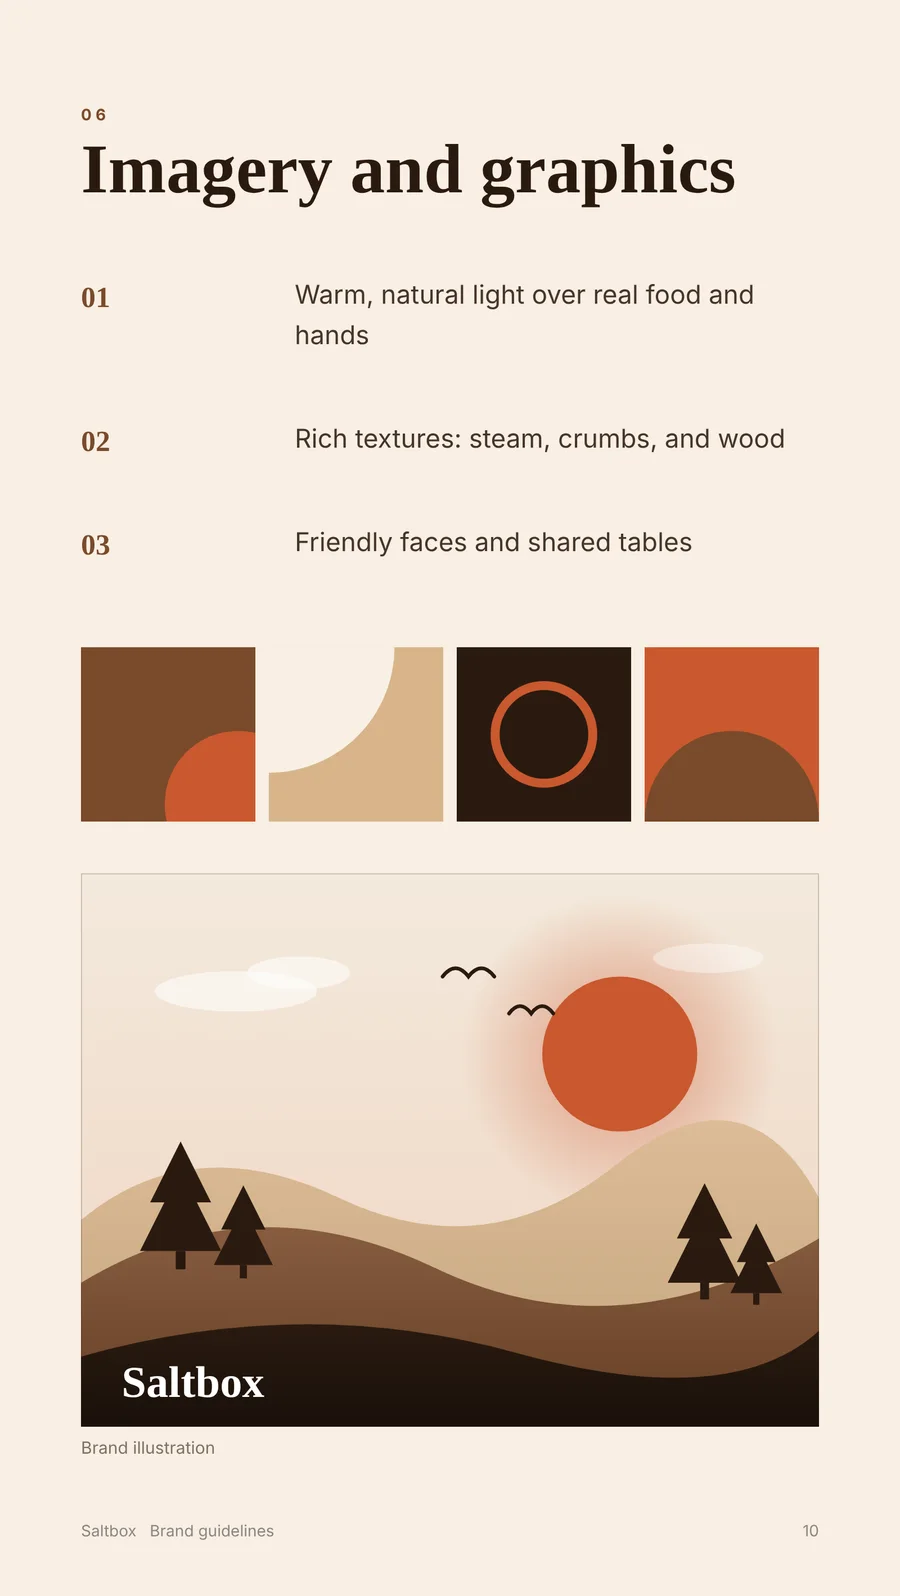 06
Imagery and graphics
01
Warm, natural light over real food and
hands
02
Rich textures: steam, crumbs, and wood
03
Friendly faces and shared tables
Saltbox
Brand illustration
Saltbox Brand guidelines
10